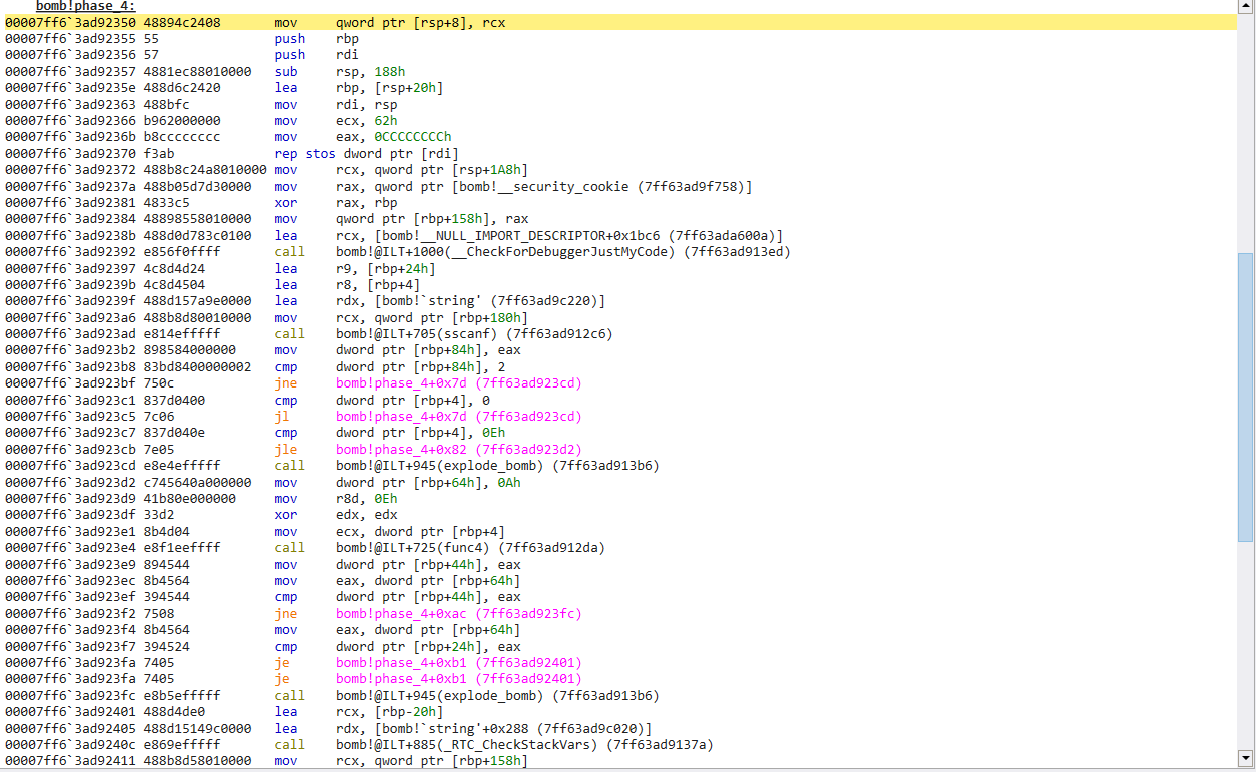 bomb!phase_4:
00007ff6`3ad92350 48894c2408 mov qword ptr [rsp+8], rcx
00007ff6`3ad92355 55 push rbp
00007ff6`3ad92356 57 push rdi
00007ff6`3ad92357 4881ec88010000 sub rsp, 188h
00007ff6`3ad9235e 488d6c2420 lea rbp, [rsp+20h]
00007ff6`3ad92363 488bfc mov rdi, rsp
00007ff6`3ad92366 b962000000 mov ecx, 62h
00007ff6`3ad9236b b8cccccccc mov eax, 0CCCCCCCCh
00007ff6`3ad92370 f3ab rep stos dword ptr [rdi]
00007ff6`3ad92372 488b8c24a8010000 mov rcx, qword ptr [rsp+1A8h]
00007ff6`3ad9237a 488b05d7d30000 mov rax, qword ptr [bomb!__security_cookie (7ff63ad9f758)]
00007ff6`3ad92381 4833c5 xor rax, rbp
00007ff6`3ad92384 48898558010000 mov qword ptr [rbp+158h], rax
00007ff6`3ad9238b 488d0d783c0100 lea rcx, [bomb!__NULL_IMPORT_DESCRIPTOR+0x1bc6 (7ff63ada600a)]
00007ff6`3ad92392 e856f0ffff call bomb!@ILT+1000(__CheckForDebuggerJustMyCode) (7ff63ad913ed)
00007ff6`3ad92397 4c8d4d24 lea r9, [rbp+24h]
00007ff6`3ad9239b 4c8d4504 lea r8, [rbp+4]
00007ff6`3ad9239f 488d157a9e0000 lea rdx, [bomb!`string' (7ff63ad9c220)]
00007ff6`3ad923a6 488b8d80010000 mov rcx, qword ptr [rbp+180h]
00007ff6`3ad923ad e814efffff call bomb!@ILT+705(sscanf) (7ff63ad912c6)
00007ff6`3ad923b2 898584000000 mov dword ptr [rbp+84h], eax
00007ff6`3ad923b8 83bd8400000002 cmp dword ptr [rbp+84h], 2
00007ff6`3ad923bf 750c jne bomb!phase_4+0x7d (7ff63ad923cd)
00007ff6`3ad923c1 837d0400 cmp dword ptr [rbp+4], 0
00007ff6`3ad923c5 7c06 jl bomb!phase_4+0x7d (7ff63ad923cd)
00007ff6`3ad923c7 837d040e cmp dword ptr [rbp+4], 0Eh
00007ff6`3ad923cb 7e05 jle bomb!phase_4+0x82 (7ff63ad923d2)
00007ff6`3ad923cd e8e4efffff call bomb!@ILT+945(explode_bomb) (7ff63ad913b6)
00007ff6`3ad923d2 c745640a000000 mov dword ptr [rbp+64h], 0Ah
00007ff6`3ad923d9 41b80e000000 mov r8d, 0Eh
00007ff6`3ad923df 33d2 xor edx, edx
00007ff6`3ad923e1 8b4d04 mov ecx, dword ptr [rbp+4]
00007ff6`3ad923e4 e8f1eeffff call bomb!@ILT+725(func4) (7ff63ad912da)
00007ff6`3ad923e9 894544 mov dword ptr [rbp+44h], eax
00007ff6`3ad923ec 8b4564 mov eax, dword ptr [rbp+64h]
00007ff6`3ad923ef 394544 cmp dword ptr [rbp+44h], eax
00007ff6`3ad923f2 7508 jne bomb!phase_4+0xac (7ff63ad923fc)
00007ff6`3ad923f4 8b4564 mov eax, dword ptr [rbp+64h]
00007ff6`3ad923f7 394524 cmp dword ptr [rbp+24h], eax
00007ff6`3ad923fa 7405 je bomb!phase_4+0xb1 (7ff63ad92401)
00007ff6`3ad923fa 7405 je bomb!phase_4+0xb1 (7ff63ad92401)
00007ff6`3ad923fc e8b5efffff call bomb!@ILT+945(explode_bomb) (7ff63ad913b6)
00007ff6`3ad92401 488d4de0 lea rcx, [rbp-20h]
00007ff6`3ad92405 488d15149c0000 lea rdx, [bomb!`string'+0x288 (7ff63ad9c020)]
00007ff6`3ad9240c e869efffff call bomb!@ILT+885(_RTC_CheckStackVars) (7ff63ad9137a)
00007ff6`3ad92411 488b8d58010000 mov rcx, qword ptr [rbp+158h]